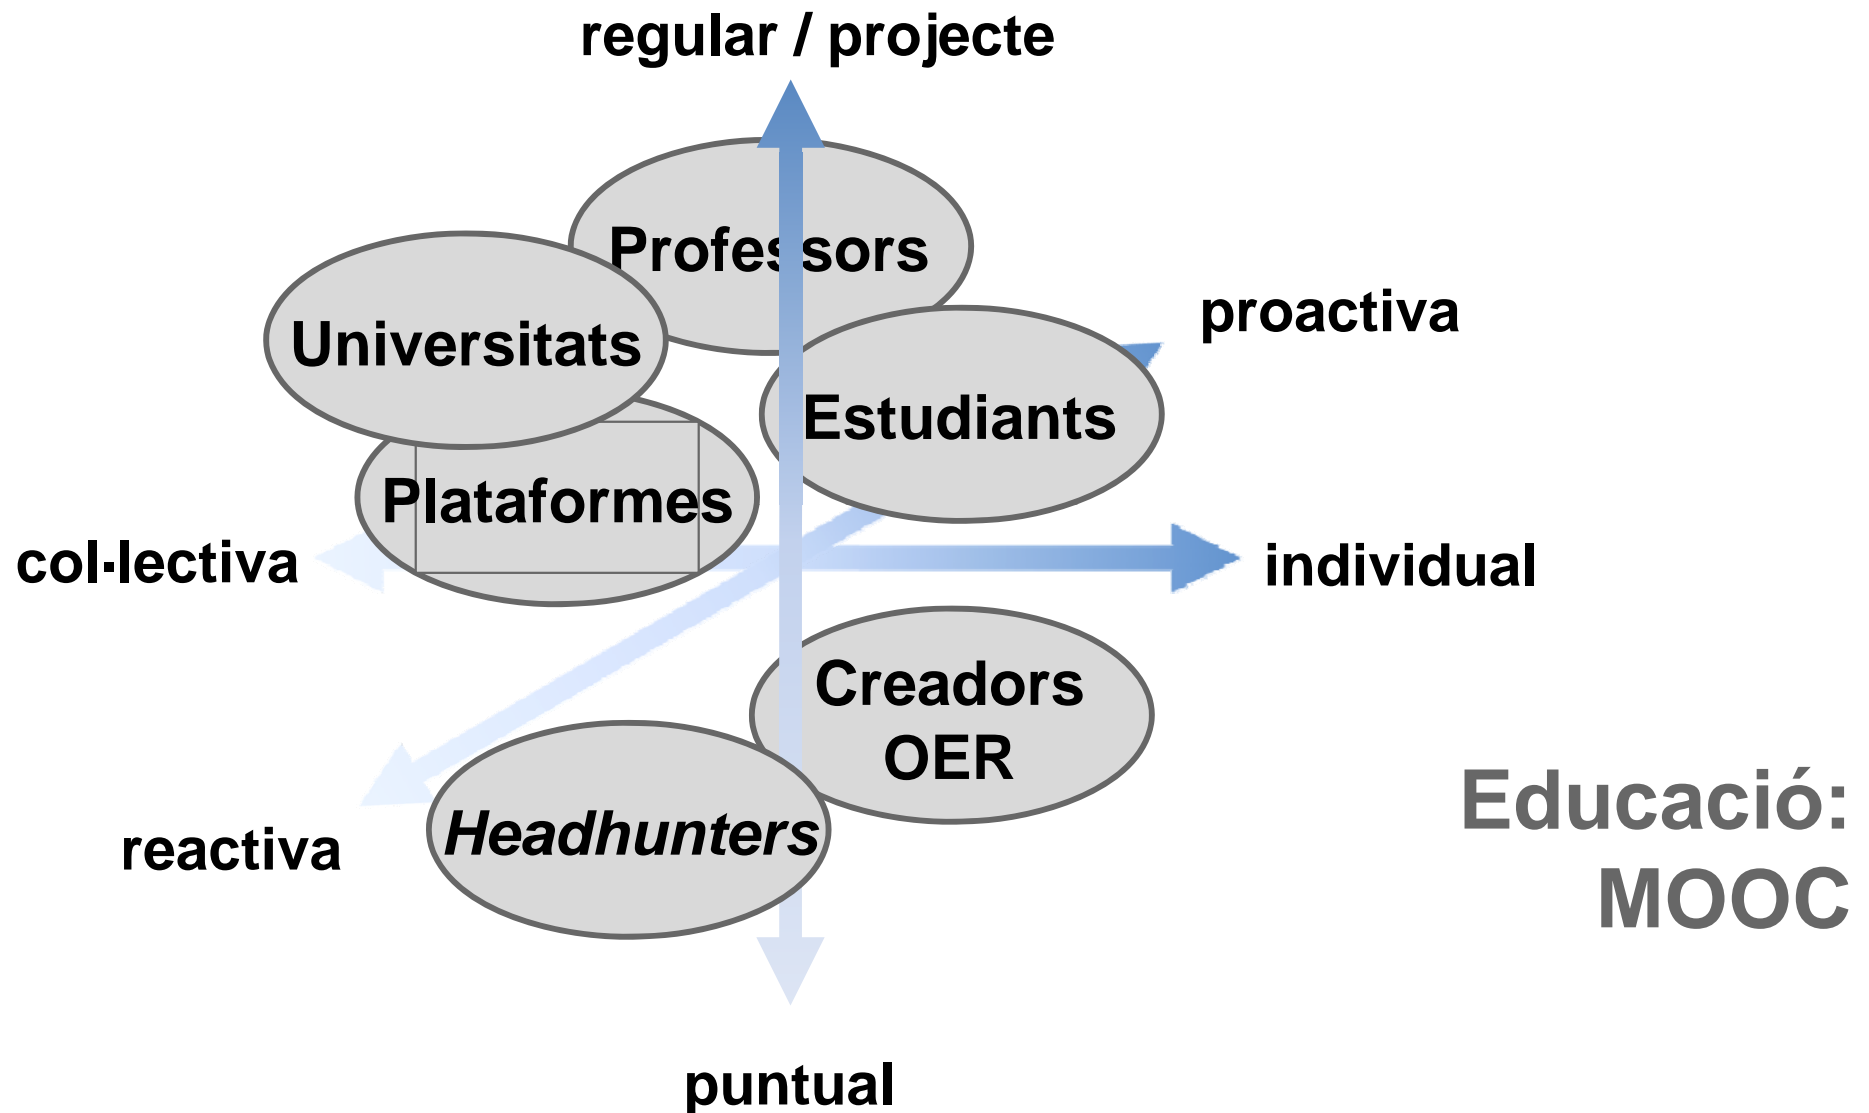 regular / projecte
Professors
proactiva
Universitats
Estudiants
Plataformes
col·lectiva
individual
Creadors
OER
Educació:
MOOC
Headhunters
reactiva
puntual